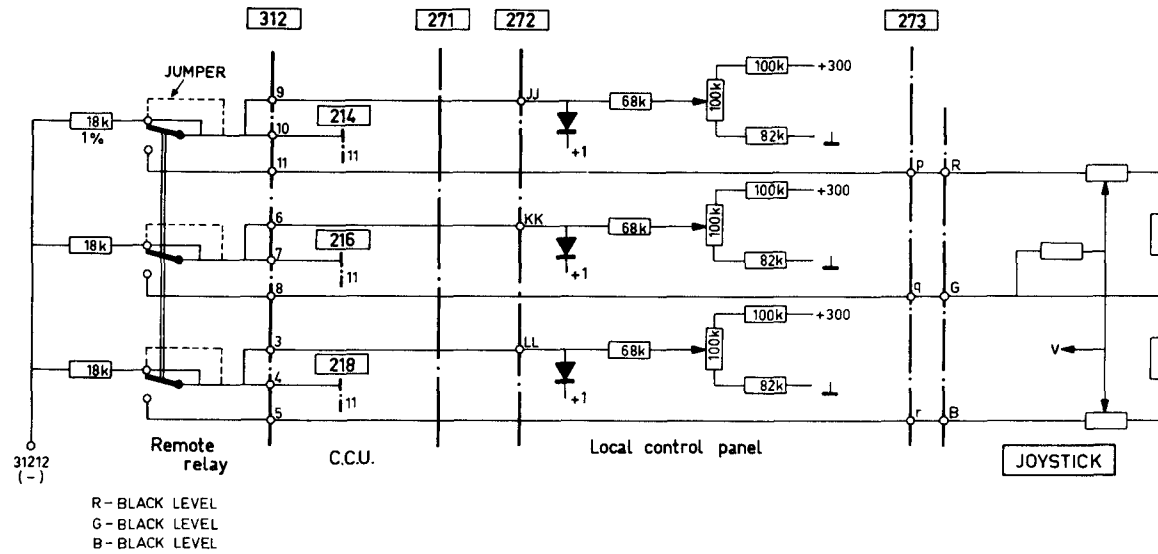 312 271 272 273
JUMPER
100k +300
9 JJ 68k 100k
18k 214
1% 10 82k
11 +1
11 p R
100k +300
6 KK 68k 100k
18k 216
7 82k
11 +1
8 q G
100k +300
3 LL 68k 100k
18k 218 V
4 82k
11 +1
5 r B
31212
(-)
Remote
relay
C.C.U.
Local control panel
JOYSTICK
R-BLACK LEVEL
G-BLACK LEVEL
B-BLACK LEVEL